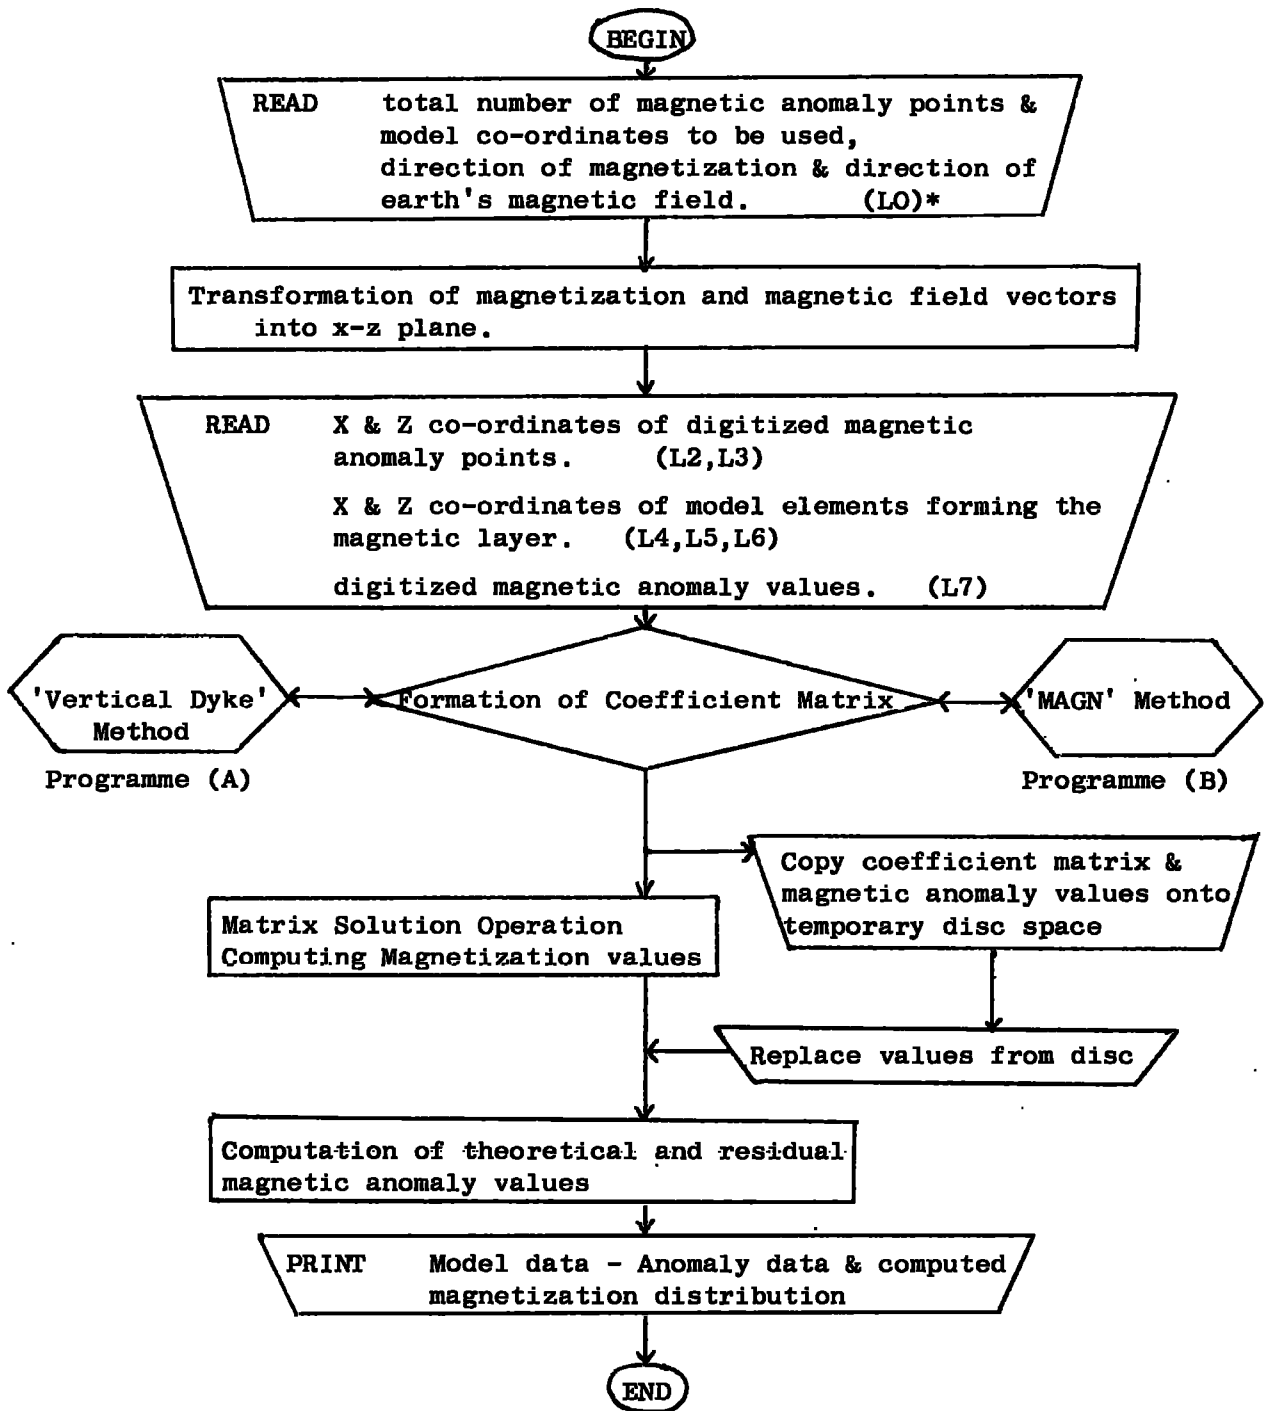 BEGIN
READ total number of magnetic anomaly points &
model co-ordinates to be used,
direction of magnetization & direction of
earth's magnetic field. (LO)*
Transformation of magnetization and magnetic field vectors
into x-z plane.
READ X & Z co-ordinates of digitized magnetic
anomaly points. (L2,L3)
X & Z co-ordinates of model elements forming the
magnetic layer. (L4,L5,L6)
digitized magnetic anomaly values. (L7)
'Vertical Dyke'
Method
Programme (A)
Formation of Coefficient Matrix
'MAGN' Method
Programme (B)
Copy coefficient matrix &
magnetic anomaly values onto
temporary disc space
Matrix Solution Operation
Computing Magnetization values
Replace values from disc
Computation of theoretical and residual
magnetic anomaly values
PRINT Model data - Anomaly data & computed
magnetization distribution
END